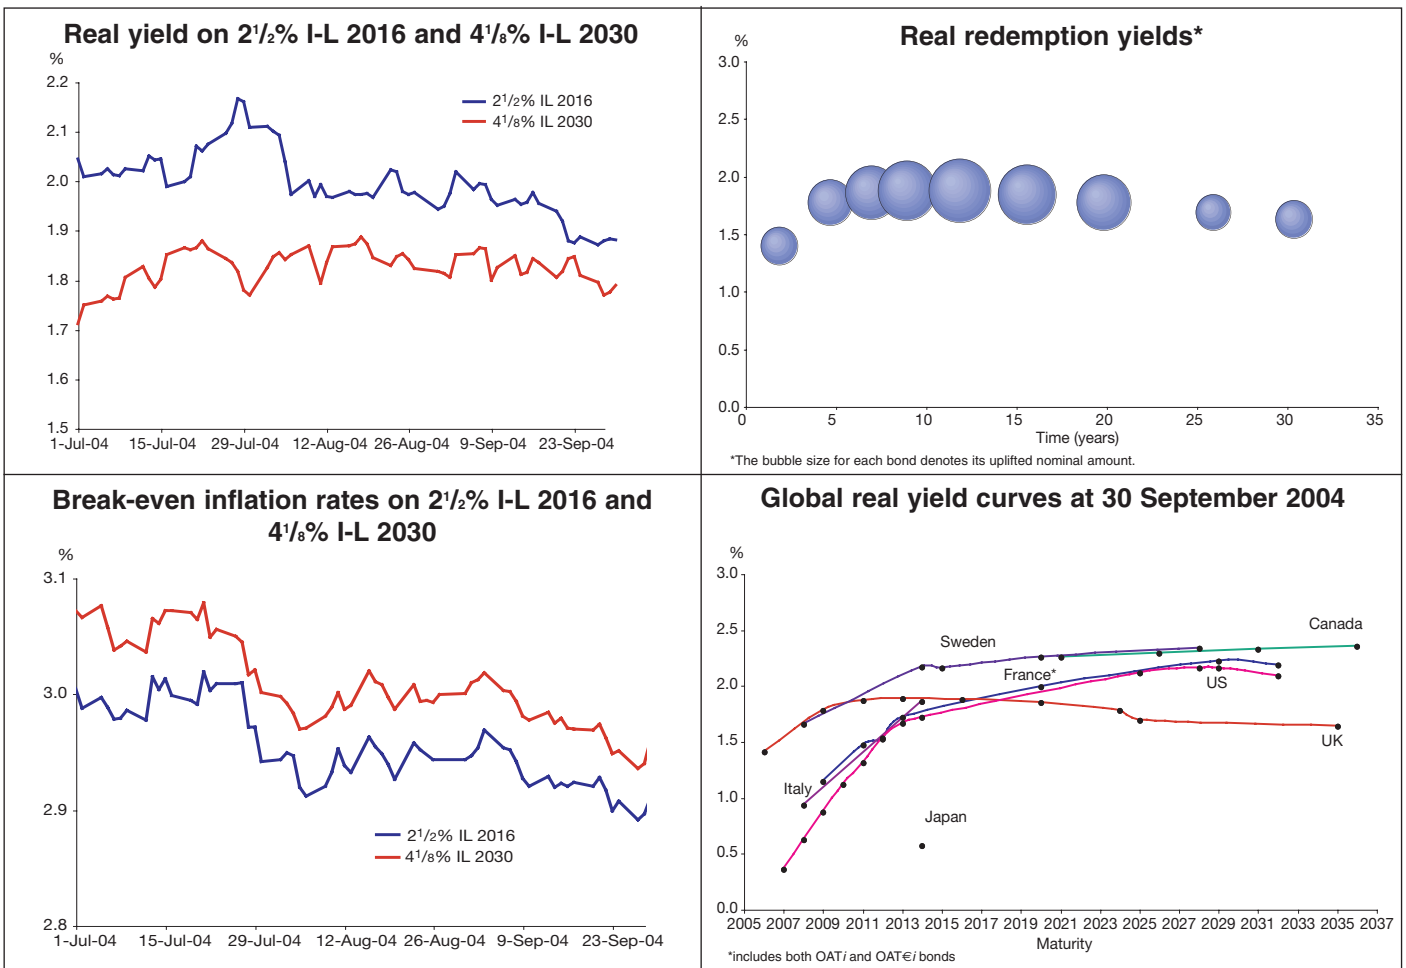 Real yield on 2½% I-L 2016 and 4⅛% I-L 2030
%
2.2
2.1
2.0
1.9
1.8
1.7
1.6
1.5
2½% IL 2016
4⅛% IL 2030
1-Jul-04 15-Jul-04 29-Jul-04 12-Aug-04 26-Aug-04 9-Sep-04 23-Sep-04
Real redemption yields*
%
3.0
2.5
2.0
1.5
1.0
0.5
0.0
0 5 10 15 20 25 30 35
Time (years)
*The bubble size for each bond denotes its uplifted nominal amount.
Break-even inflation rates on 2½% I-L 2016 and
4⅛% I-L 2030
%
3.1
3.0
2.9
2.8
2½% IL 2016
4⅛% IL 2030
1-Jul-04 15-Jul-04 29-Jul-04 12-Aug-04 26-Aug-04 9-Sep-04 23-Sep-04
Global real yield curves at 30 September 2004
%
3.0
2.5
2.0
1.5
1.0
0.5
0.0
Canada
Sweden
France*
US
UK
Italy
Japan
2005 2007 2009 2011 2013 2015 2017 2019 2021 2023 2025 2027 2029 2031 2033 2035 2037
Maturity
*includes both OATi and OAT€i bonds